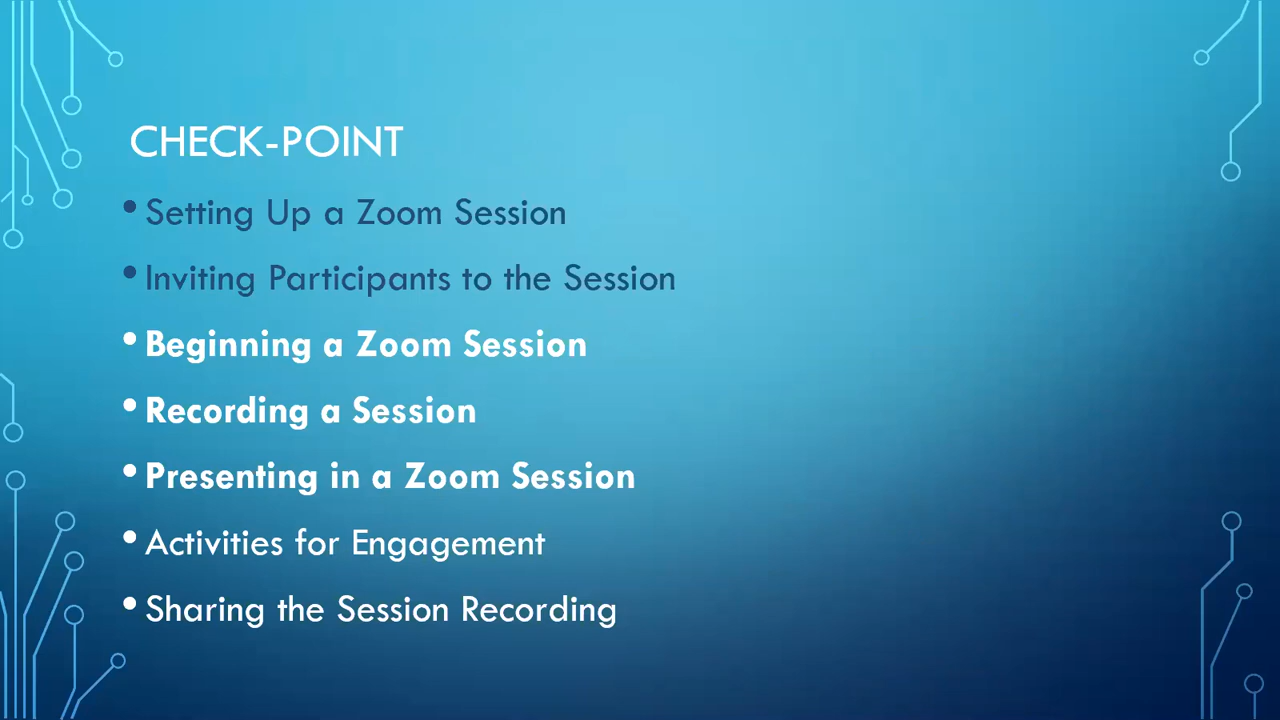 CHECK-POINT
• Setting Up a Zoom Session
• Inviting Participants to the Session
• Beginning a Zoom Session
• Recording a Session
• Presenting in a Zoom Session
• Activities for Engagement
• Sharing the Session Recording